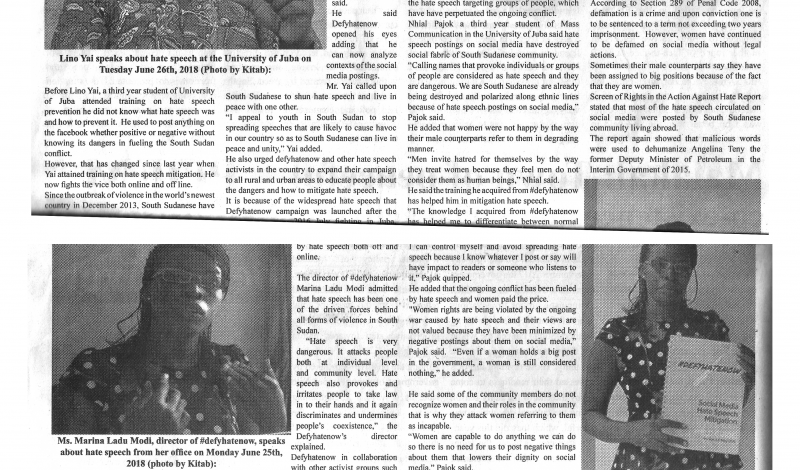 Lino Yai speaks about hate speech at the University of Juba on
Tuesday June 26th, 2018 (Photo by Kitab):
Before Lino Yai, a third year student of University
of Juba attended training on hate speech
prevention he did not know what hate speech was
and how to prevent it. He used to post anything on
the facebook whether positive or negative without
knowing its dangers in fueling the South Sudan
conflict.
However, that has changed since last year when
Yai attained training on hate speech mitigation. He
now fights the vice both online and off line.
Since the outbreak of violence in the world's newest
country in December 2013, South Sudanese have
said.
He said
Defyhatenow
opened his eyes
adding that he
can now analyze
contexts of the social
media postings.
Mr. Yai called upon
South Sudanese to shun hate speech and live in
peace with one other.
"I appeal to youth in South Sudan to stop
spreading speeches that are likely to cause havoc
in our country so as to South Sudanese can live in
peace and unity," Yai added.
He also urged defyhatenow and other hate speech
activists in the country to expand their campaign
to all rural and urban areas to educate people about
the dangers and how to mitigate hate speech.
It is because of the widespread hate speech that
Defyhatenow campaign was launched after the
2016 July fighting in Juba
the hate speech targeting groups of people, which
have perpetuated the ongoing conflict.
Nhial Pajok a third year student of Mass
Communication in the University of Juba said hate
speech postings on social media have destroyed
social fabric of South Sudanese community.
"Calling names that provoke individuals or groups
of people are considered as hate speech and they
are dangerous. We are South Sudanese are already
being destroyed and polarized along ethnic lines
because of hate speech postings on social media,"
Pajok said.
He added that women were not happy by the way
their male counterparts refer to them in degrading
manner.
"Men invite hatred for themselves by the way
they treat women because they feel men do not
consider them as human beings," Nhial said.
He said the training he acquired from #defyhatenow
has helped him in mitigation hate speech.
"The knowledge I acquired from #defyhatenow
has helped me to differentiate between normal
According to Section 289 of Penal Code 2008,
defamation is a crime and upon conviction one is
to be sentenced to a term not exceeding two years
imprisonment. However, women have continued
to be defamed on social media without legal
actions.
Sometimes their male counterparts say they have
been assigned to big positions because of the fact
that they are women.
Screen of Rights in the Action Against Hate Report
stated that most of the hate speech circulated on
social media were posted by South Sudanese
community living abroad.
The report again showed that malicious words
were used to dehumanize Angelina Teny the
former Deputy Minister of Petroleum in the
Interim Government of 2015.
Ms. Marina Ladu Modi, director of #defyhatenow, speaks
about hate speech from her office on Monday June 25th,
2018 (photo by Kitab):
by hate speech both off and
online.
The director of #defyhatenow
Marina Ladu Modi admitted
that hate speech has been one
of the driven forces behind
all forms of violence in South
Sudan.
"Hate speech is very
dangerous. It attacks people
both at individual level
and community level. Hate
speech also provokes and
irritates people to take law
in to their hands and it again
discriminates and undermines
people's coexistence," the
Defyhatenow's director
explained.
Defyhatenow in collaboration
with other activist groups such
I can control myself and avoid spreading hate
speech because I know whatever I post or say will
have impact to readers or someone who listens to
it," Pajok quipped.
He added that the ongoing conflict has been fueled
by hate speech and women paid the price.
"Women rights are being violated by the ongoing
war caused by hate speech and their views are
not valued because they have been minimized by
negative postings about them on social media,"
Pajok said. "Even if a woman holds a big post
in the government, a woman is still considered
nothing," he added.
He said some of the community members do not
recognize women and their roles in the community
that is why they attack women referring to them
as incapable.
"Women are capable to do anything we can do
so there is no need for us to post negative things
about them that lowers their dignity on social
media," Pajok said.
#DEFYHATENOW
Social Media
Hate Speech
Mitigation